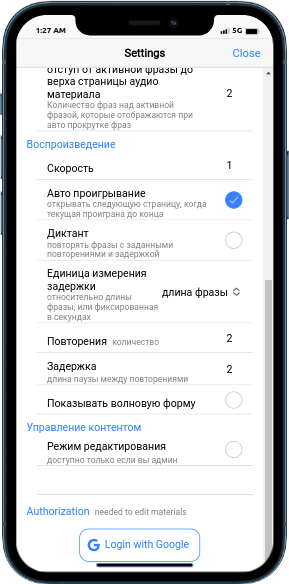 1:27 AM
5G
Settings
Close
отступ от активной фразы до
верха страницы аудио
материала
2
Количество фраз над активной
фразой, которые отображаются при
авто прокрутке фраз
Воспроизведение
Скорость
1
Авто проигрывание
открывать следующую страницу, когда
текущая проиграна до конца
Диктант
повторять фразы с заданными
повторениями и задержкой
Единица измерения
задержки
длина фразы
относительно длины
фразы, или фиксированная
в секундах
Повторения количество
2
Задержка
2
длина паузы между повторениями
Показывать волновую форму
Управление контентом
Режим редактирования
доступно только если вы админ
Authorization needed to edit materials
Login with Google